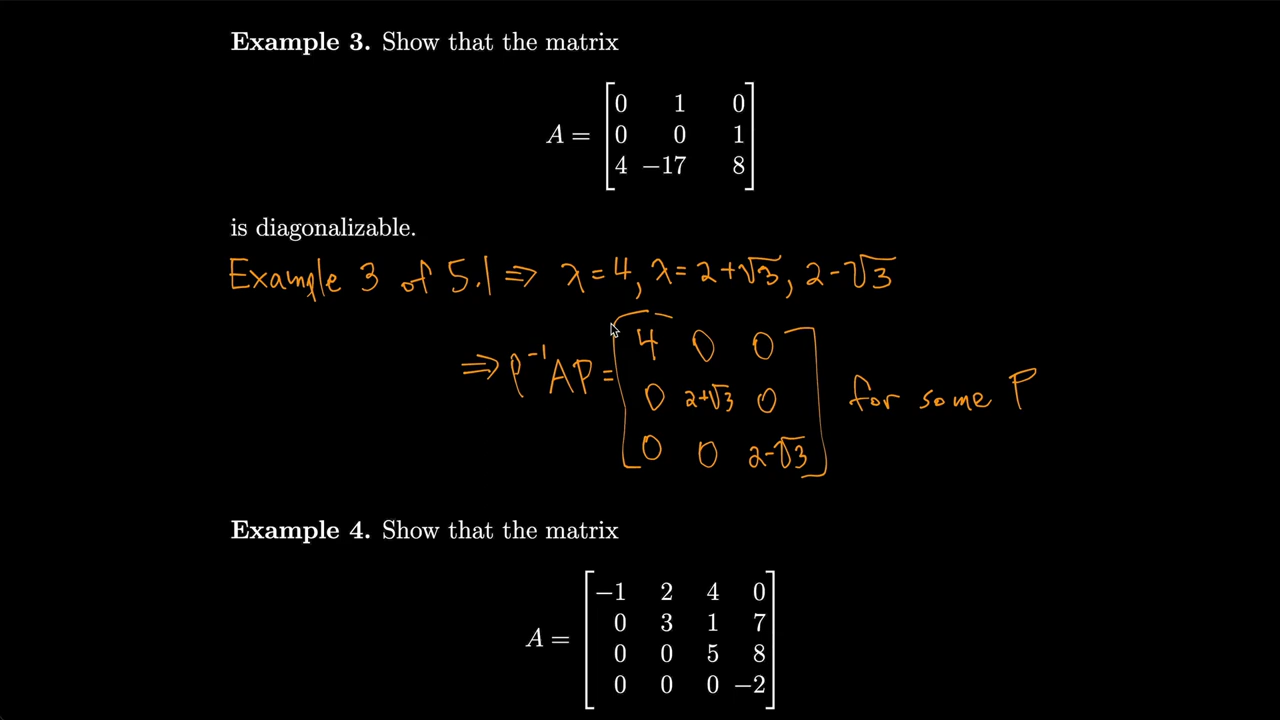 Example 3. Show that the matrix
A = [0 1 0
0 0 1
4 −17 8]
is diagonalizable.
Example 3 of 5.1 ⇒ λ=4, λ=2+√3, 2-√3
⇒ P⁻¹AP = [4 0 0
0 2+√3 0
0 0 2-√3] for some P
Example 4. Show that the matrix
A = [−1 2 4 0
0 3 1 7
0 0 5 8
0 0 0 −2]